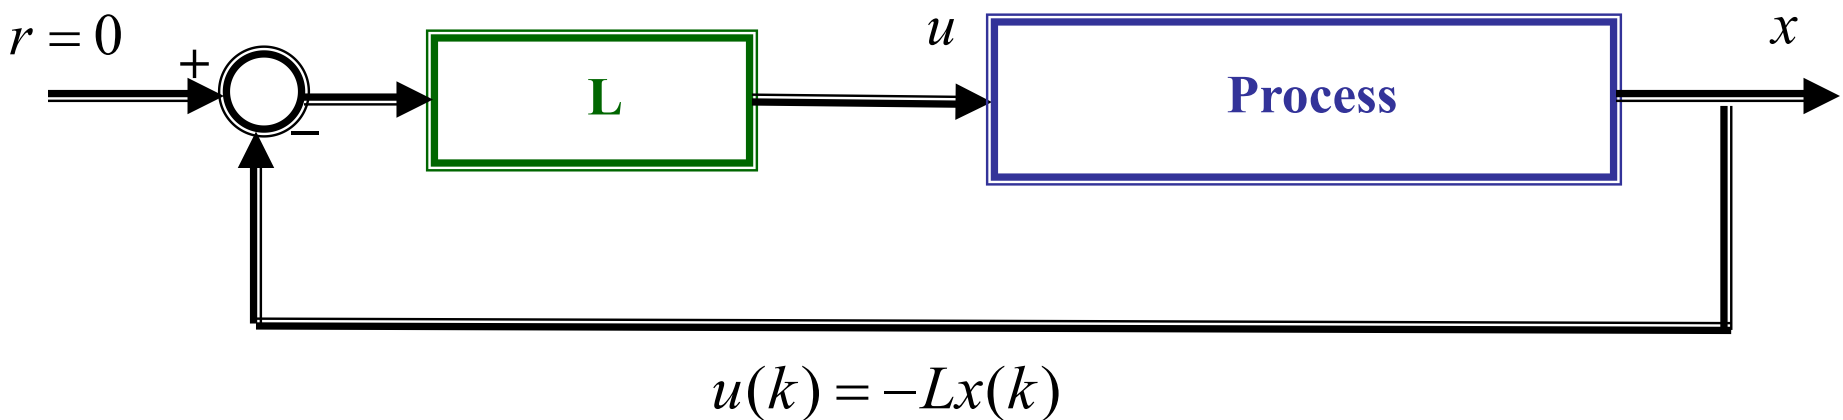 r = 0
+
−
L
u
Process
x
u(k) = −Lx(k)